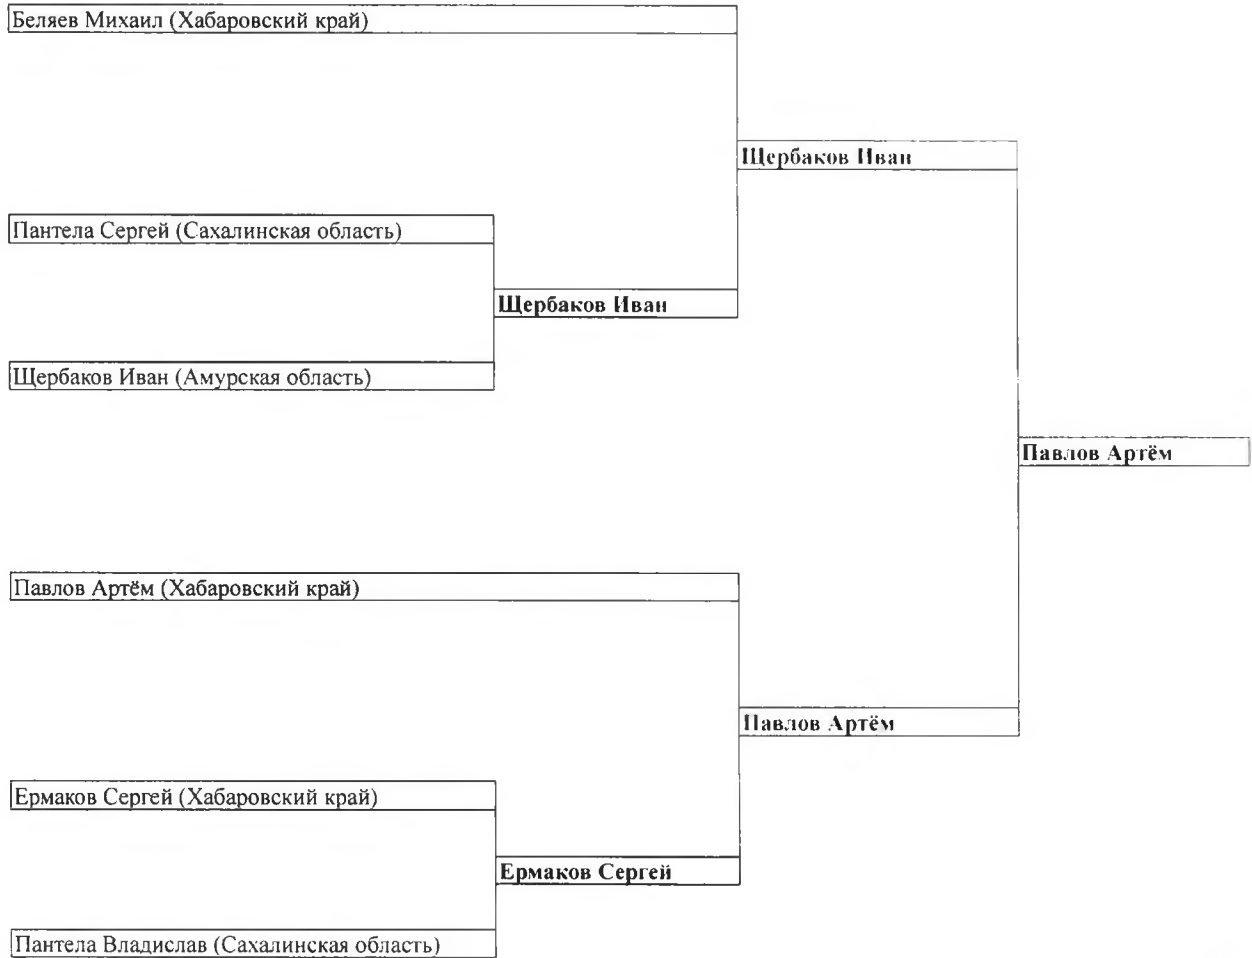 Беляев Михаил (Хабаровский край)
Щербаков Иван
Пантела Сергей (Сахалинская область)
Щербаков Иван
Щербаков Иван (Амурская область)
Павлов Артём
Павлов Артём (Хабаровский край)
Павлов Артём
Ермаков Сергей (Хабаровский край)
Ермаков Сергей
Пантела Владислав (Сахалинская область)